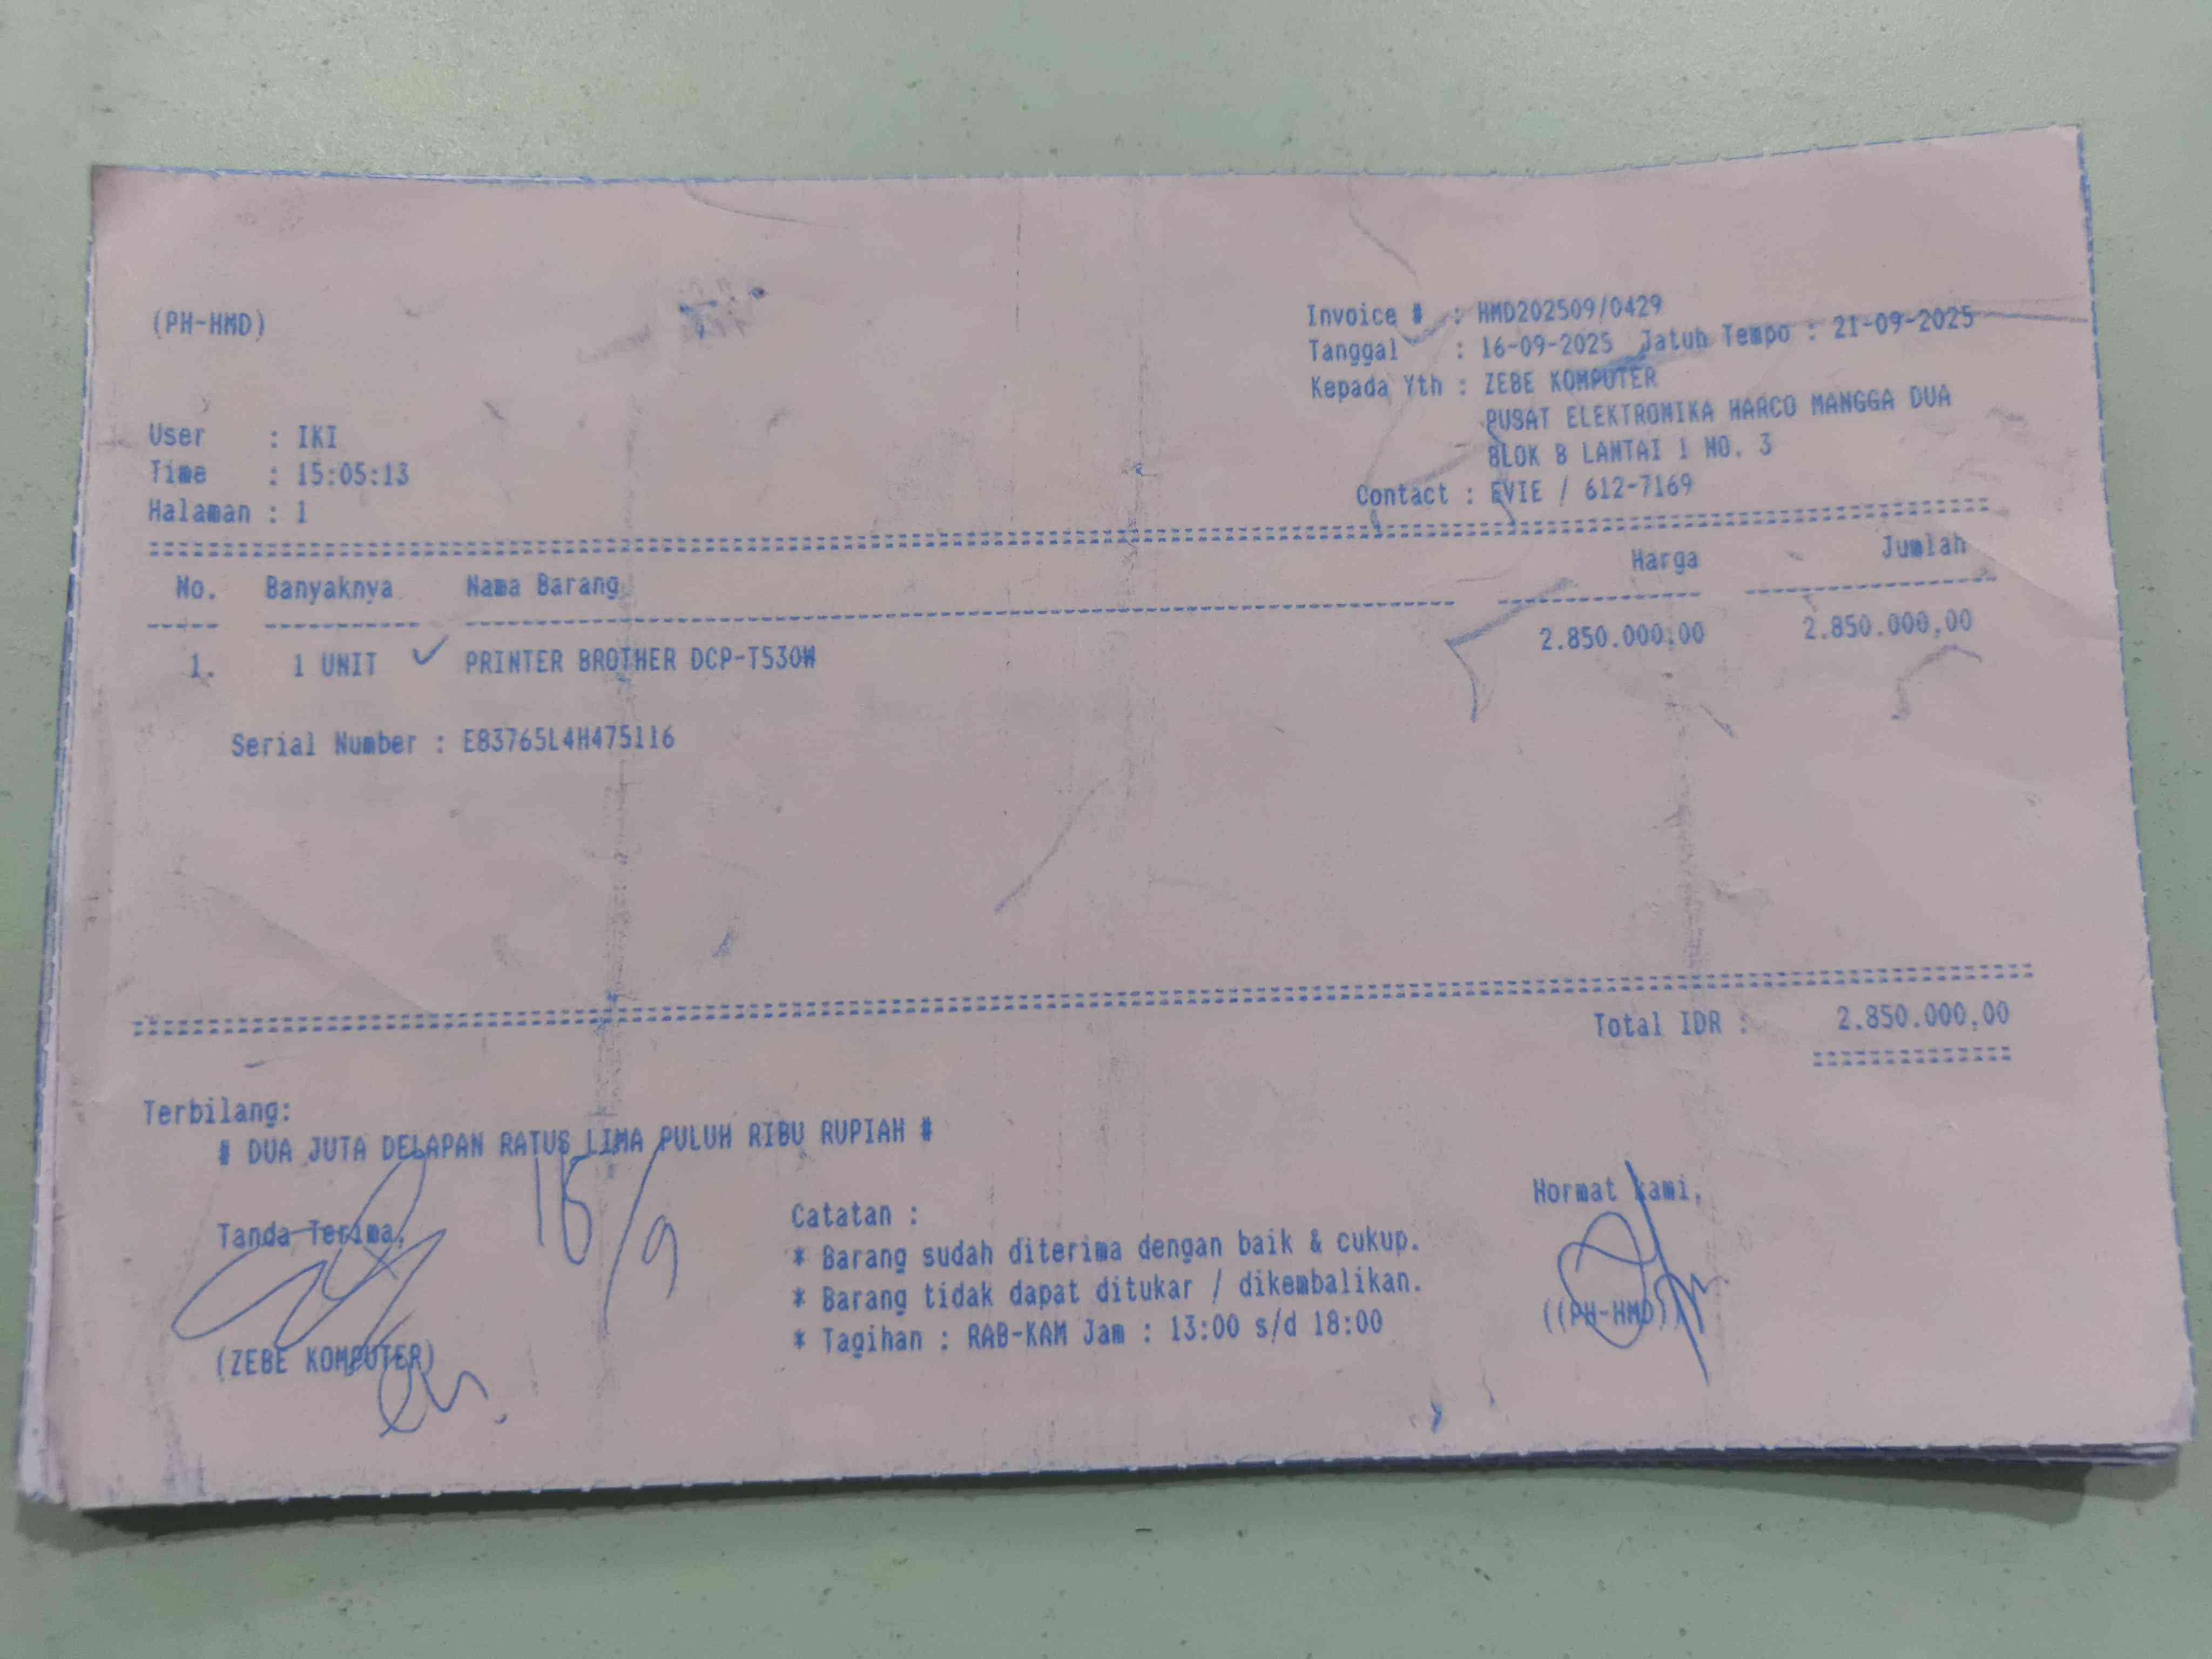 (PH-HMD)
Invoice # : HMD202509/0429
Tanggal : 16-09-2025 Jatuh Tempo : 21-09-2025
Kepada Yth : ZEBE KOMPUTER
PUSAT ELEKTRONIKA HARCO MANGGA DUA
BLOK B LANTAI 1 NO. 3
Contact : EVIE / 612-7169
User : IKI
Time : 15:05:13
Halaman : 1
No. Banyaknya Nama Barang Harga Jumlah
1. 1 UNIT PRINTER BROTHER DCP-T530W 2.850.000,00 2.850.000,00
Serial Number : E83765L4H475116
Total IDR : 2.850.000,00
Terbilang:
# DUA JUTA DELAPAN RATUS LIMA PULUH RIBU RUPIAH #
16/9
Tanda Terima,
(ZEBE KOMPUTER)
Catatan :
* Barang sudah diterima dengan baik & cukup.
* Barang tidak dapat ditukar / dikembalikan.
* Tagihan : RAB-KAM Jam : 13:00 s/d 18:00
Hormat kami,
((PH-HMD))